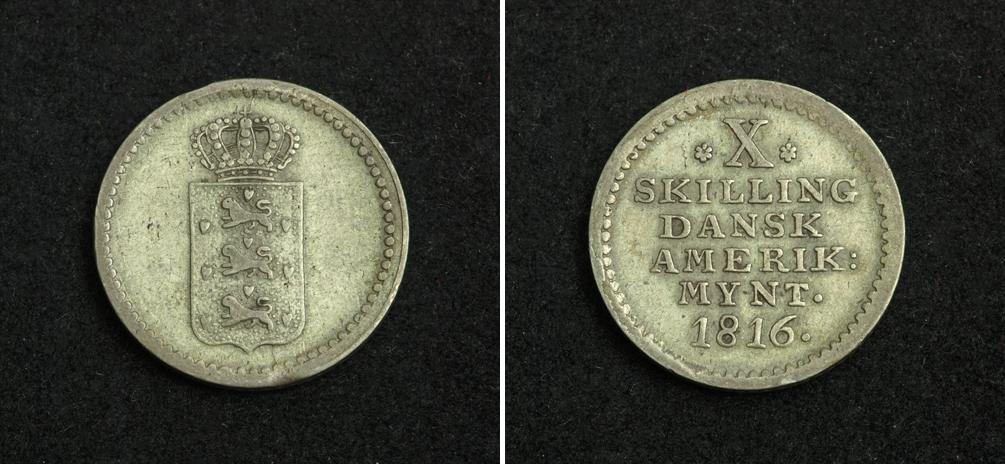 X
SKILLING
DANSK
AMERIK:
MYNT.
1816.